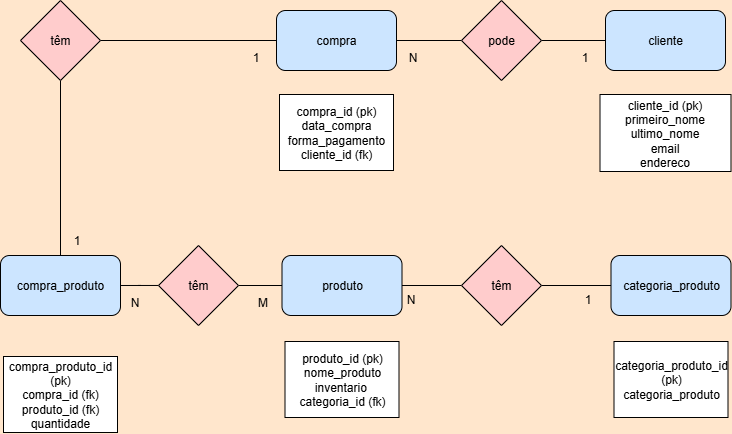 têm
1
compra
N
pode
1
cliente
compra_id (pk)
data_compra
forma_pagamento
cliente_id (fk)
cliente_id (pk)
primeiro_nome
ultimo_nome
email
endereco
1
compra_produto
N
têm
M
produto
N
têm
1
categoria_produto
compra_produto_id
(pk)
compra_id (fk)
produto_id (fk)
quantidade
produto_id (pk)
nome_produto
inventario
categoria_id (fk)
categoria_produto_id
(pk)
categoria_produto